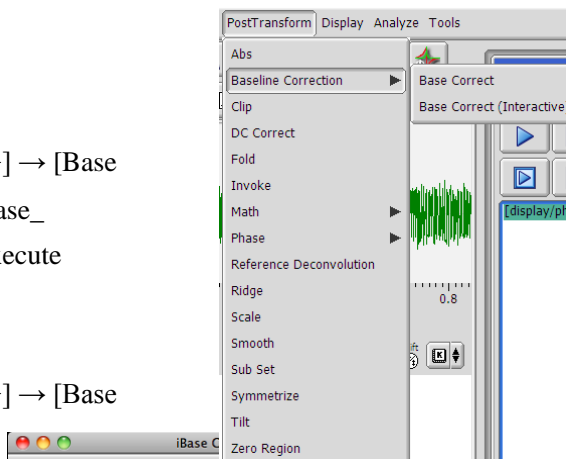 PostTransform Display Analyze Tools
Abs
Baseline Correction
Base Correct
Base Correct (Interactive
Clip
DC Correct
Fold
Invoke
Math
Phase
Reference Deconvolution
Ridge
Scale
Smooth
Sub Set
Symmetrize
Tilt
Zero Region
] → [Base
ase_
ecute
] → [Base
[display/ph
0.8
K
iBase C